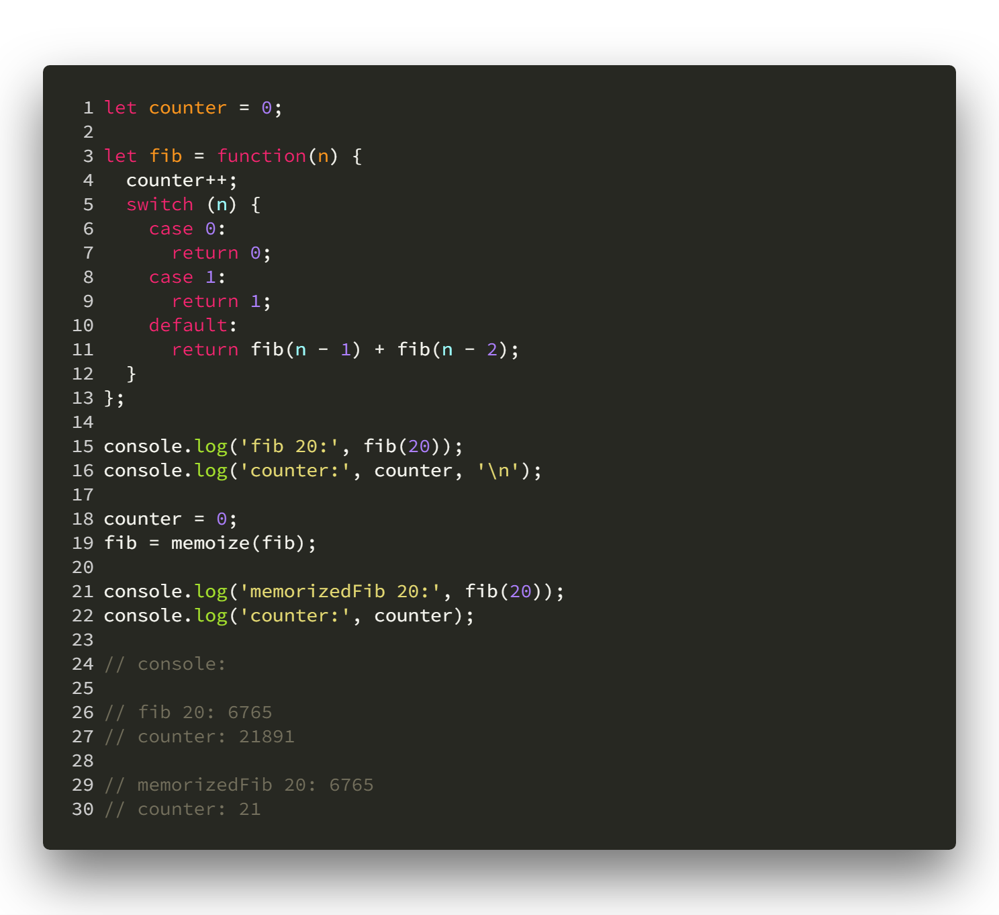 1 let counter = 0;
2
3 let fib = function(n) {
4   counter++;
5   switch (n) {
6     case 0:
7       return 0;
8     case 1:
9       return 1;
10     default:
11       return fib(n - 1) + fib(n - 2);
12   }
13 };
14
15 console.log('fib 20:', fib(20));
16 console.log('counter:', counter, '\n');
17
18 counter = 0;
19 fib = memoize(fib);
20
21 console.log('memorizedFib 20:', fib(20));
22 console.log('counter:', counter);
23
24 // console:
25
26 // fib 20: 6765
27 // counter: 21891
28
29 // memorizedFib 20: 6765
30 // counter: 21